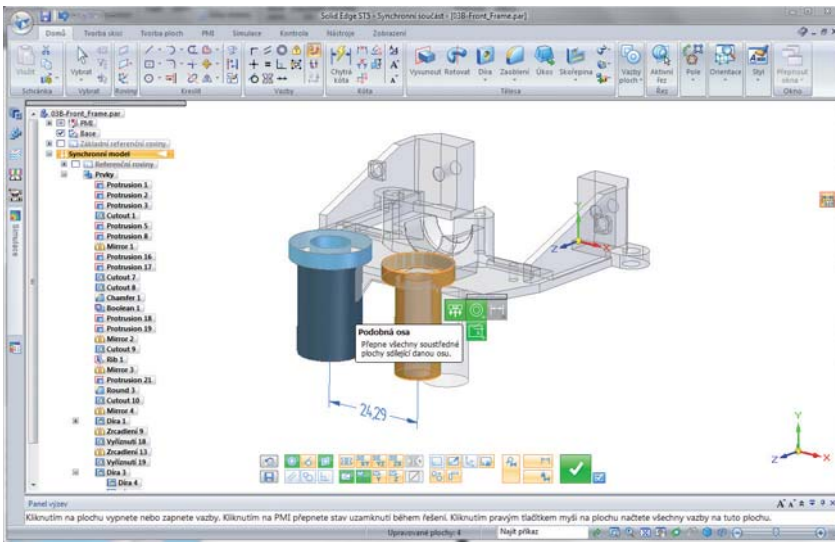 Solid Edge ST5 - Synchronní součást - [03B-Front_Frame.par]
Domů Tvorba skic Tvorba ploch PMI Simulace Kontrola Nástroje Zobrazení
Vložit Vybrat Chytrá kóta Vysunout Rotovat Díra Zaoblení Úkos Skořepina Vazby ploch Aktivní řez Pole Orientace Styl Přepnout okna
Schránka Vybrat Roviny Kreslit Vazby Kóta Tělesa Řez Okno
03B-Front_Frame.par
PMI
Base
Základní referenční roviny
Synchronní model
Referenční roviny
Prvky
Protrusion 1
Protrusion 2
Protrusion 3
Cutout 1
Protrusion 5
Protrusion 8
Mirror 1
Protrusion 16
Protrusion 17
Cutout 7
Cutout 8
Chamfer 1
Boolean 1
Protrusion 18
Protrusion 19
Mirror 2
Cutout 9
Rib 1
Mirror 3
Protrusion 21
Round 3
Cutout 10
Mirror 4
Díra 1
Zrcadlení 9
Vyříznutí 18
Zrcadlení 13
Vyříznutí 19
Díra 3
Díra 4
Simulace
Y
Z
X
Podobná osa
Přepne všechny soustředné
plochy sdílející danou osu.
24,29
Y
Z
X
Panel výzev
Kliknutím na plochu vypnete nebo zapnete vazby. Kliknutím na PMI přepnete stav uzamknutí během řešení. Kliknutím pravým tlačítkem myši na plochu načtete všechny vazby na tuto plochu.
Upravované plochy: 4 Najít příkaz